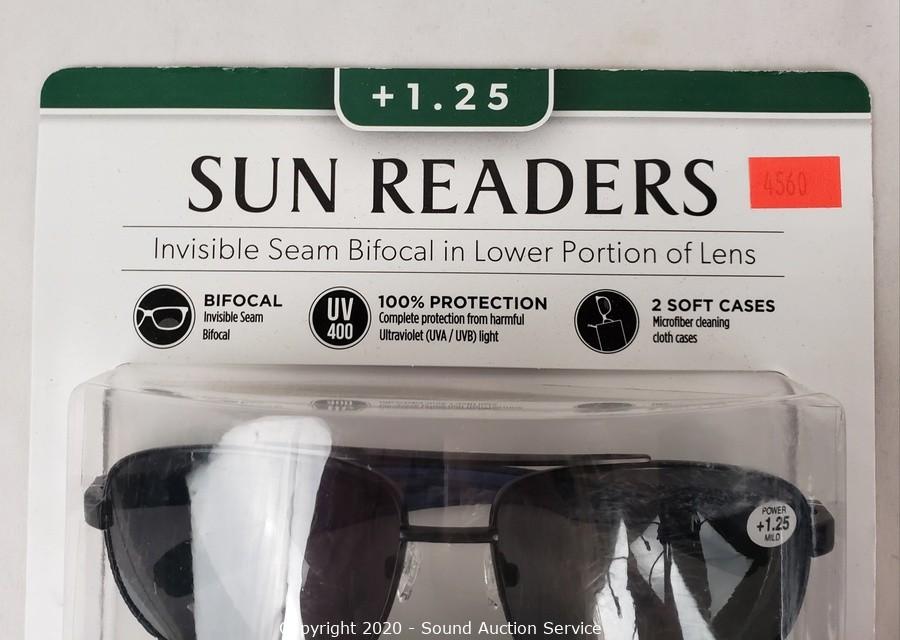 +1.25
SUN READERS
4560
Invisible Seam Bifocal in Lower Portion of Lens
BIFOCAL
Invisible Seam
Bifocal
UV
400
100% PROTECTION
Complete protection from harmful
Ultraviolet (UVA / UVB) light
2 SOFT CASES
Microfiber cleaning
cloth cases
POWER
+1.25
MILD
Copyright 2020 - Sound Auction Service